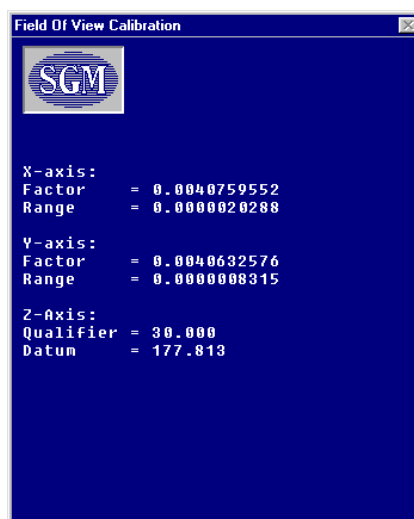 Field Of View Calibration
SGM
X-axis:
Factor = 0.0040759552
Range = 0.0000020288
Y-axis:
Factor = 0.0040632576
Range = 0.0000008315
Z-Axis:
Qualifier = 30.000
Datum = 177.813